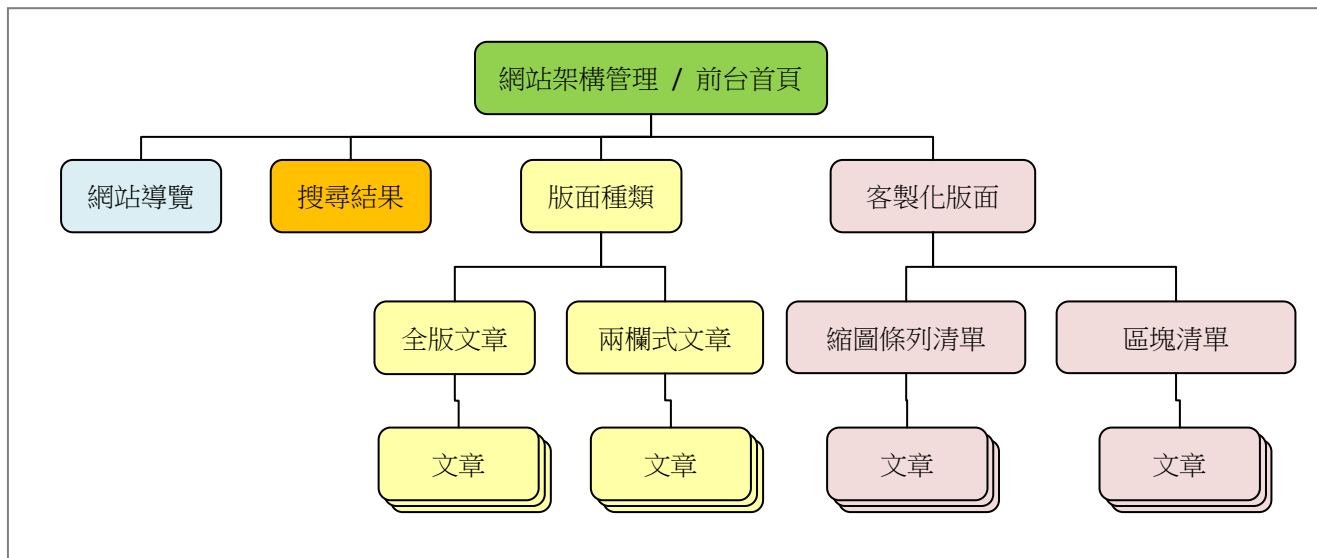 網站架構管理 / 前台首頁
網站導覽
搜尋結果
版面種類
客製化版面
全版文章
兩欄式文章
縮圖條列清單
區塊清單
文章
文章
文章
文章